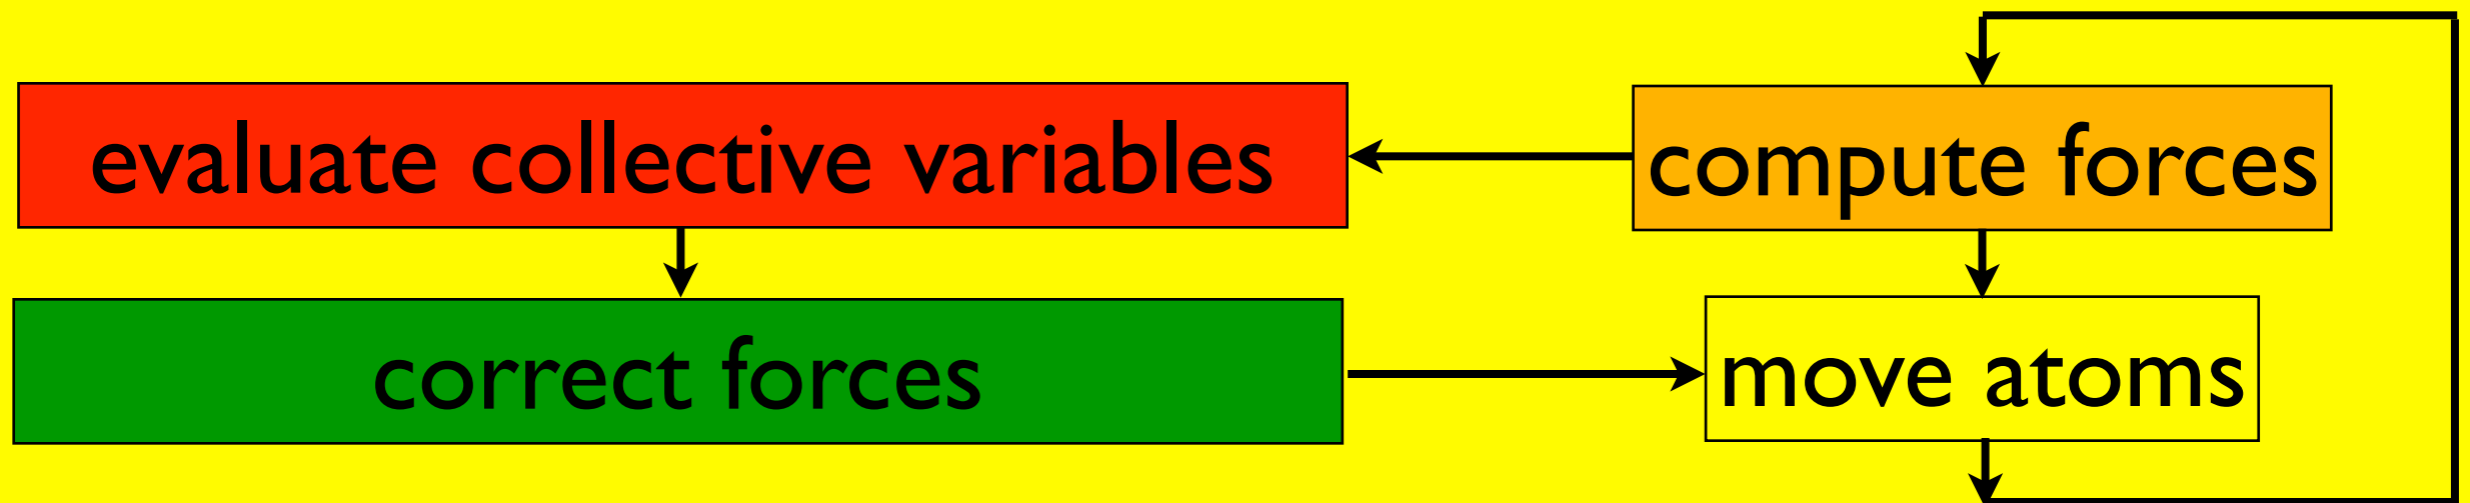 evaluate collective variables
compute forces
correct forces
move atoms